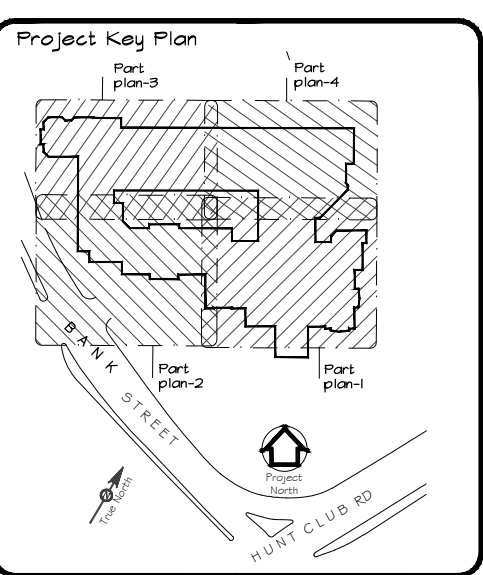 Project Key Plan
Part
plan-3
Part
plan-4
BANK
STREET
Part
plan-2
Part
plan-1
Project
North
True North
N
HUNT CLUB RD